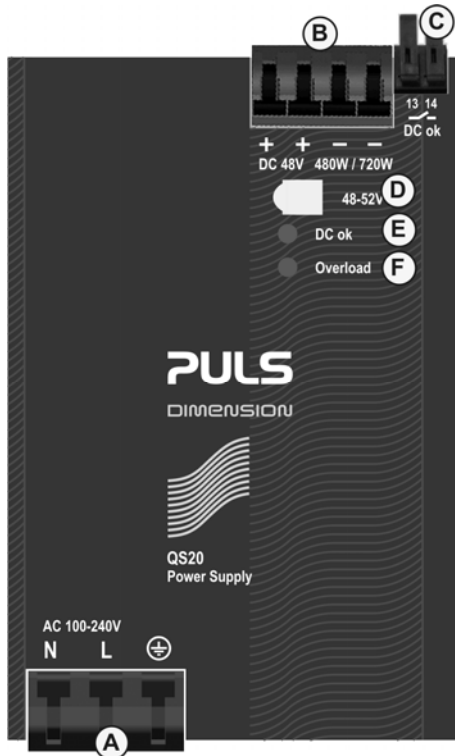 B
C
13 14
DC ok
+ + − −
DC 48V 480W / 720W
48-52V
D
DC ok
E
Overload
F
PULS
DIMENSION
QS20
Power Supply
AC 100-240V
N L
A